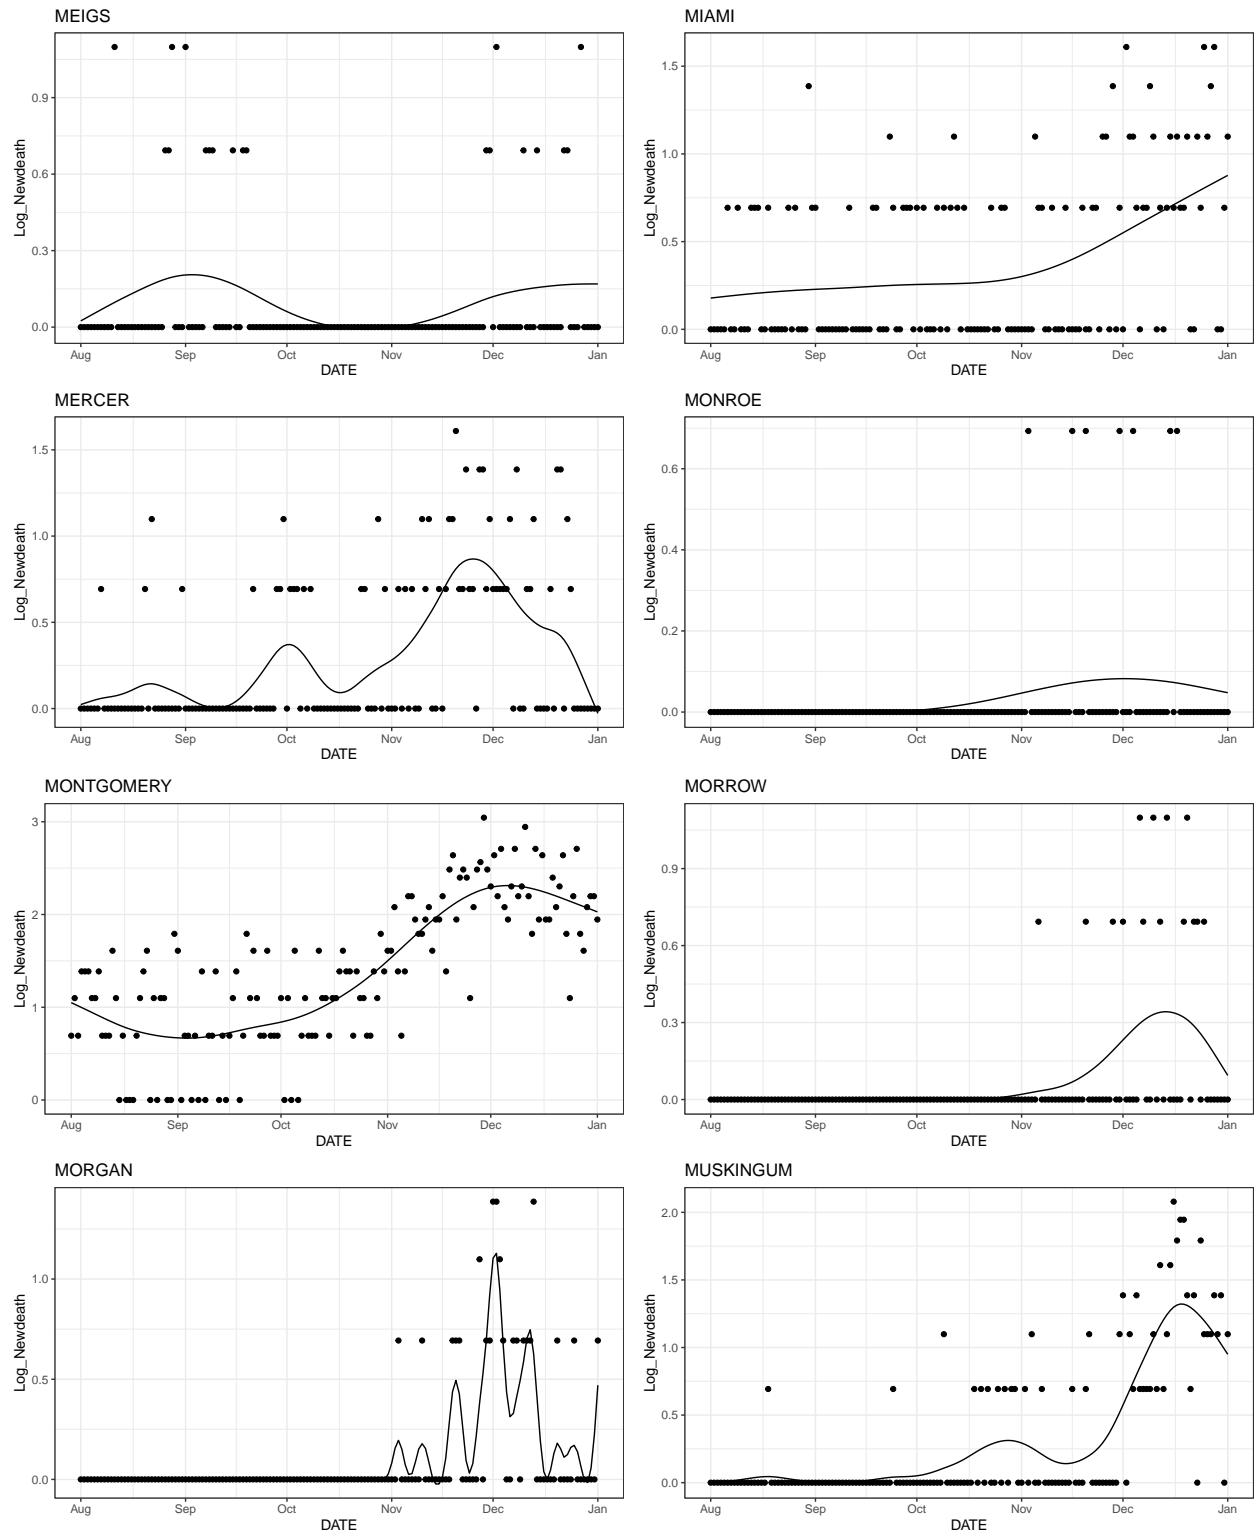 MEIGS
0.9
0.6
0.3
0.0
Log_Newdeath
Aug Sep Oct Nov Dec Jan
DATE
MIAMI
1.5
1.0
0.5
0.0
Log_Newdeath
Aug Sep Oct Nov Dec Jan
DATE
MERCER
1.5
1.0
0.5
0.0
Log_Newdeath
Aug Sep Oct Nov Dec Jan
DATE
MONROE
0.6
0.4
0.2
0.0
Log_Newdeath
Aug Sep Oct Nov Dec Jan
DATE
MONTGOMERY
3
2
1
0
Log_Newdeath
Aug Sep Oct Nov Dec Jan
DATE
MORROW
0.9
0.6
0.3
0.0
Log_Newdeath
Aug Sep Oct Nov Dec Jan
DATE
MORGAN
1.0
0.5
0.0
Log_Newdeath
Aug Sep Oct Nov Dec Jan
DATE
MUSKINGUM
2.0
1.5
1.0
0.5
0.0
Log_Newdeath
Aug Sep Oct Nov Dec Jan
DATE